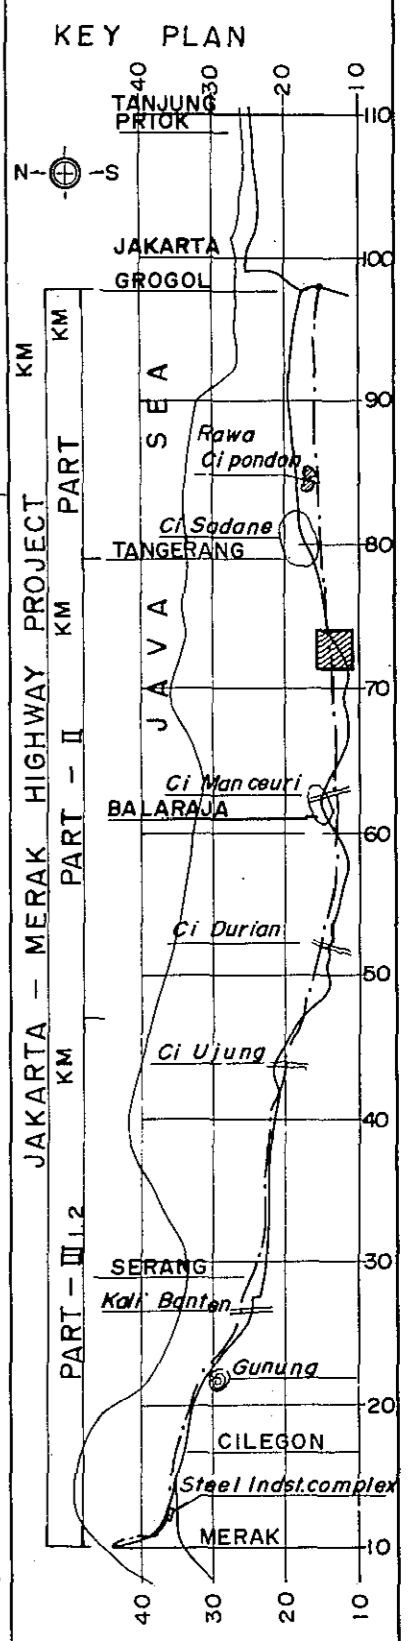 KEY PLAN
40 30 20 10
TANJUNG
PRIOK
110
N S
JAKARTA
100
GROGOL
KM
KM
PART
SEA
90
Rawa
Cipondoh
Ci Sadane
TANGERANG
80
JAVA
KM
70
JAKARTA - MERAK HIGHWAY PROJECT
PART - II
Ci Manceuri
BALARAJA
60
Ci Durian
50
KM
Ci Ujung
40
PART - III 1.2
SERANG
30
Kali Banten
Gunung
20
CILEGON
Steel Indst.complex
MERAK
10
40 30 20 10